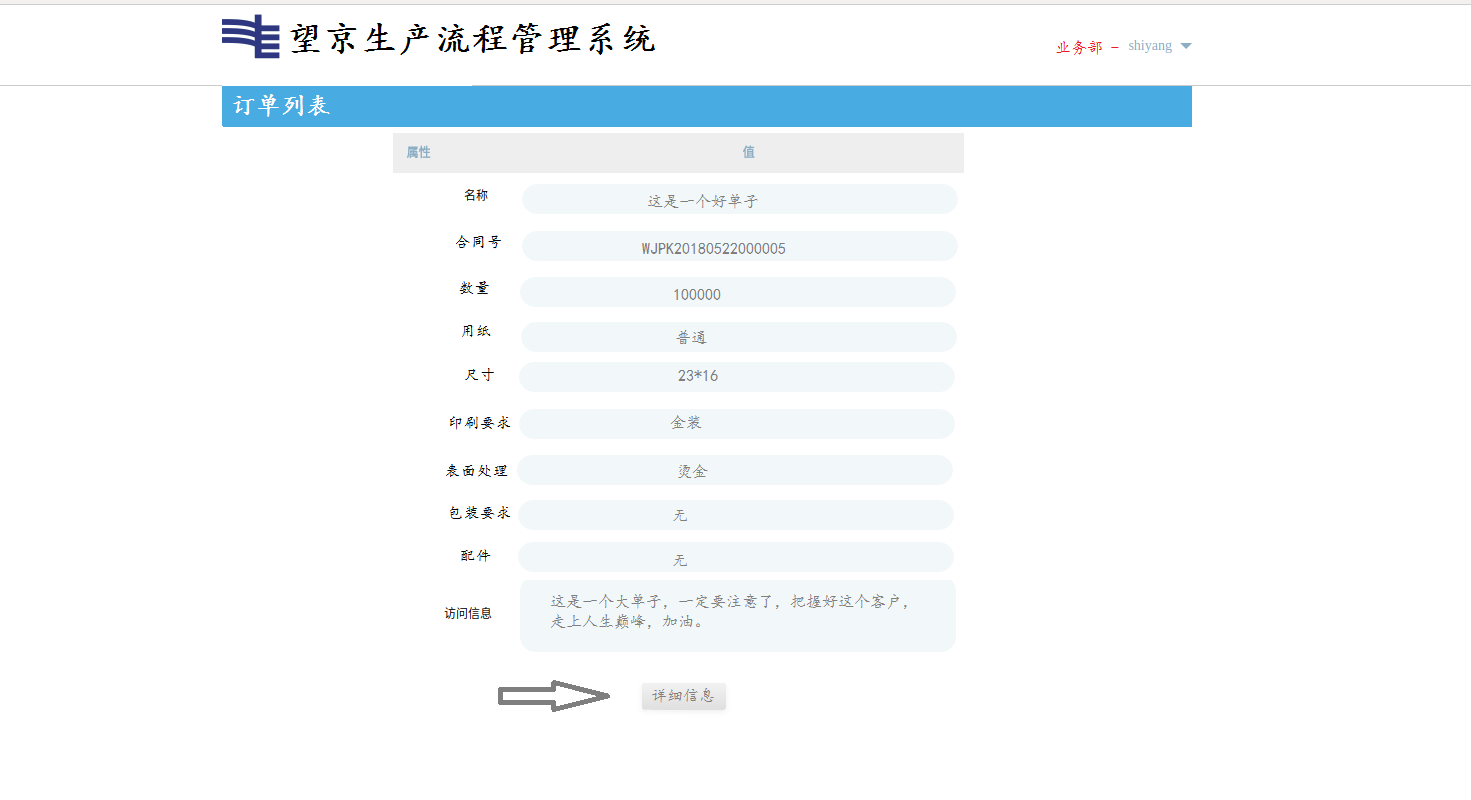 望京生产流程管理系统
业务部 - shiyang
订单列表
属性 值
名称 这是一个好单子
合同号 WJPK20180522000005
数量 100000
用纸 普通
尺寸 23*16
印刷要求 金装
表面处理 烫金
包装要求 无
配件 无
访问信息 这是一个大单子，一定要注意了，把握好这个客户，
走上人生巅峰，加油。
详细信息